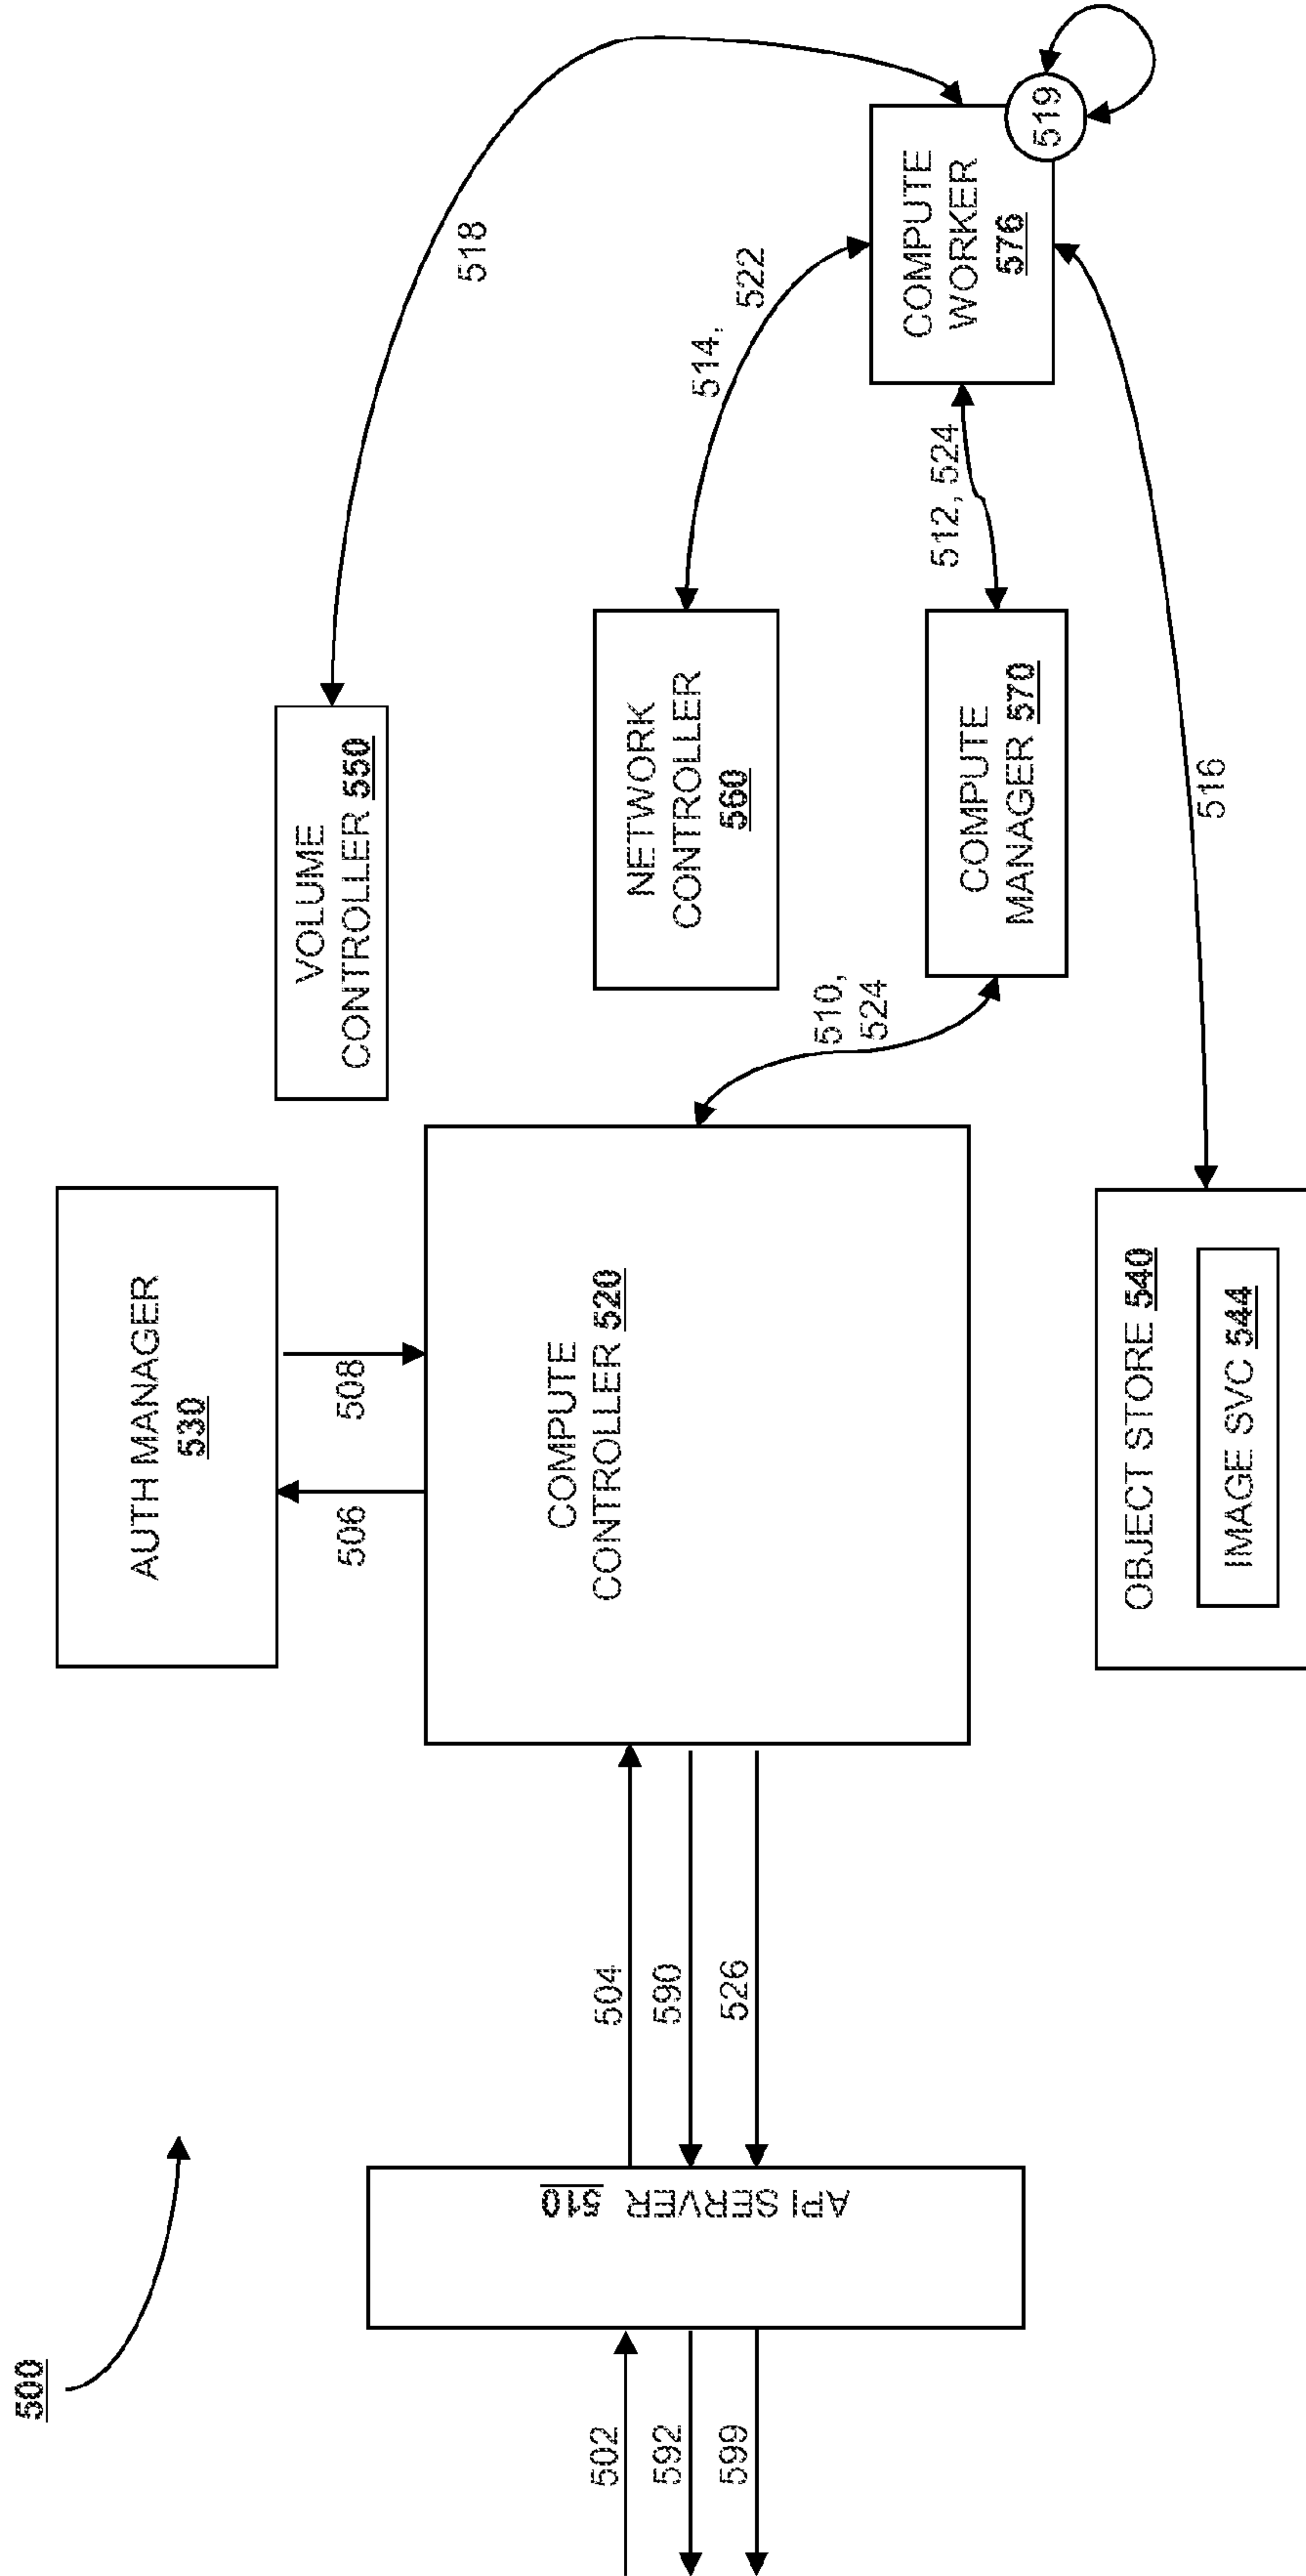 500
502
592
599
API SERVER 510
504
590
526
AUTH MANAGER
530
506
508
COMPUTE
CONTROLLER 520
OBJECT STORE 540
IMAGE SVC 544
VOLUME
CONTROLLER 550
NETWORK
CONTROLLER
560
COMPUTE
MANAGER 570
510,
524
512, 524
514,
522
518
516
COMPUTE
WORKER
576
519